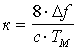 κ = 8 · Δf / c · T_M